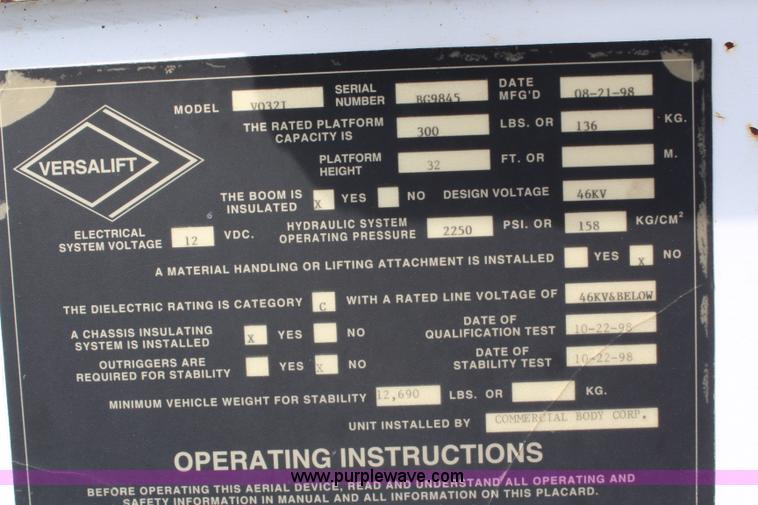 VERSALIFT
MODEL VO32I SERIAL NUMBER BG9845 DATE MFG'D 08-21-98
THE RATED PLATFORM CAPACITY IS 300 LBS. OR 136 KG.
PLATFORM HEIGHT 32 FT. OR M.
THE BOOM IS INSULATED X YES NO DESIGN VOLTAGE 46KV
ELECTRICAL SYSTEM VOLTAGE 12 VDC. HYDRAULIC SYSTEM OPERATING PRESSURE 2250 PSI. OR 158 KG/CM²
A MATERIAL HANDLING OR LIFTING ATTACHMENT IS INSTALLED YES X NO
THE DIELECTRIC RATING IS CATEGORY C WITH A RATED LINE VOLTAGE OF 46KV&BELOW
A CHASSIS INSULATING SYSTEM IS INSTALLED X YES NO DATE OF QUALIFICATION TEST 10-22-98
OUTRIGGERS ARE REQUIRED FOR STABILITY YES X NO DATE OF STABILITY TEST 10-22-98
MINIMUM VEHICLE WEIGHT FOR STABILITY 12,690 LBS. OR KG.
UNIT INSTALLED BY COMMERCIAL BODY CORP.
OPERATING INSTRUCTIONS
www.purplewave.com
BEFORE OPERATING THIS AERIAL DEVICE, READ AND UNDERSTAND ALL OPERATING AND
SAFETY INFORMATION IN MANUAL AND ALL INFORMATION ON THIS PLACARD.